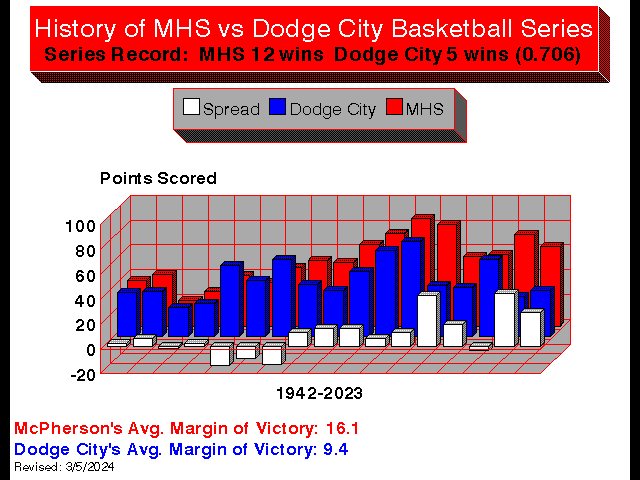 History of MHS vs Dodge City Basketball Series
Series Record:  MHS 12 wins  Dodge City 5 wins (0.706)
Spread Dodge City MHS
Points Scored
100
80
60
40
20
0
-20
1942-2023
McPherson's Avg. Margin of Victory: 16.1
Dodge City's Avg. Margin of Victory: 9.4
Revised: 3/5/2024